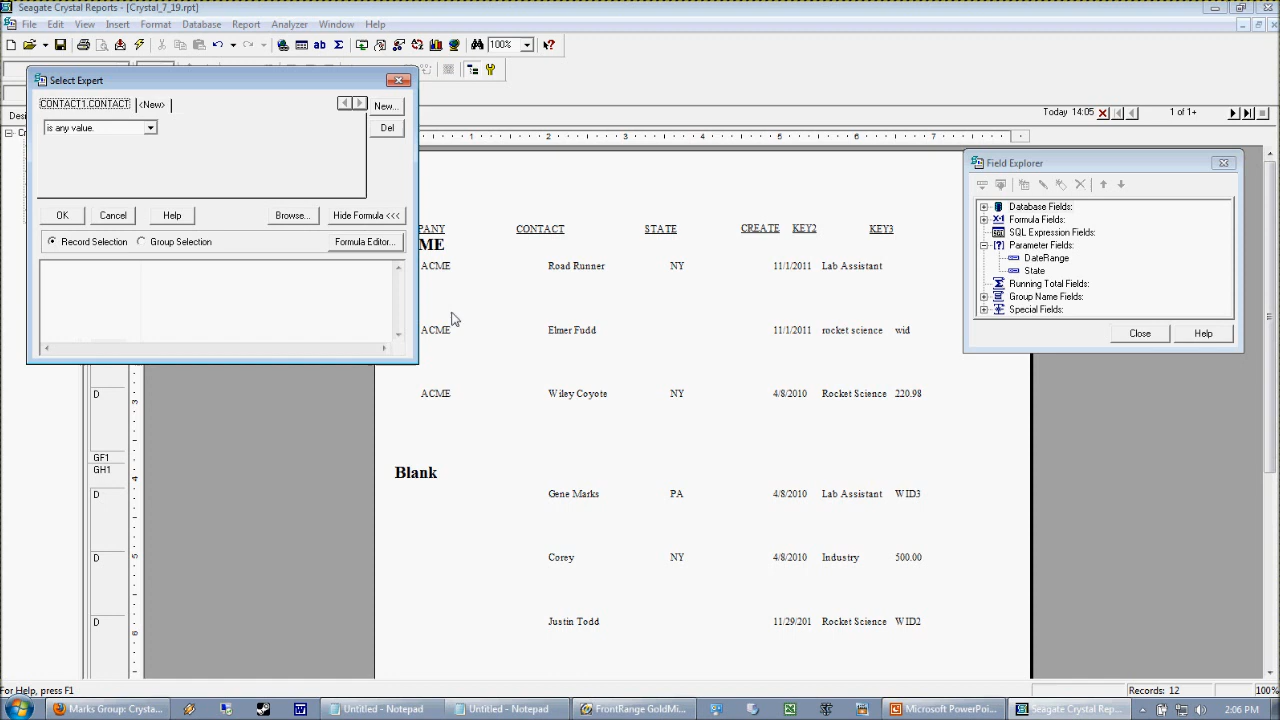 Seagate Crystal Reports - [Crystal_7_19.rpt]
File Edit View Insert Format Database Report Analyzer Window Help
100%
Select Expert
CONTACT1.CONTACT <New>
New...
is any value.
Del
OK Cancel Help Browse... Hide Formula <<<
Record Selection Group Selection Formula Editor...
Today 14:05 1 of 1+
1 2 3 4 5 6 7
Field Explorer
Database Fields:
Formula Fields:
SQL Expression Fields:
Parameter Fields:
DateRange
State
Running Total Fields:
Group Name Fields:
Special Fields:
Close Help
PANY CONTACT STATE CREATE KEY2 KEY3
ME
ACME Road Runner NY 11/1/2011 Lab Assistant
ACME Elmer Fudd 11/1/2011 rocket science wid
D ACME Wiley Coyote NY 4/8/2010 Rocket Science 220.98
GF1
GH1 Blank
D Gene Marks PA 4/8/2010 Lab Assistant WID3
D Corey NY 4/8/2010 Industry 500.00
D Justin Todd 11/29/201 Rocket Science WID2
For Help, press F1 Records: 12 100%
Marks Group: Crysta... Untitled - Notepad Untitled - Notepad FrontRange GoldMi... Microsoft PowerPoi... Seagate Crystal Rep... 2:06 PM